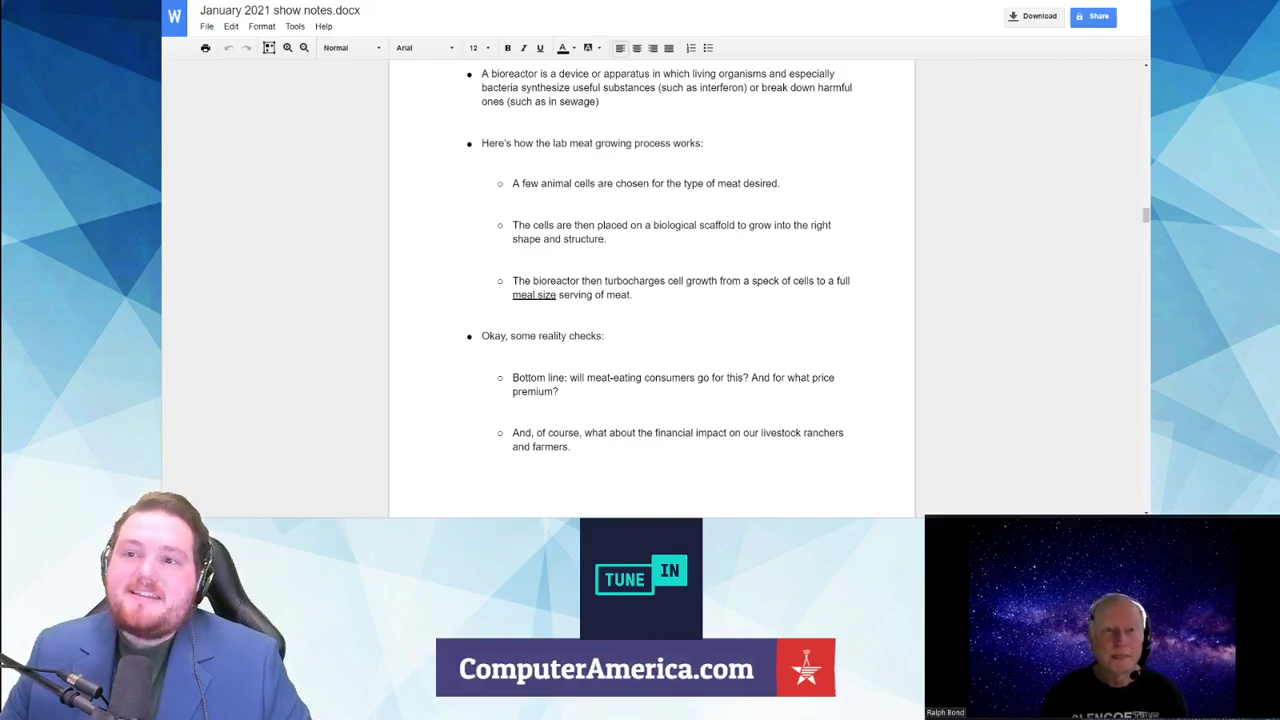 January 2021 show notes.docx
W
File Edit Format Tools Help
Download
Share
Normal
Arial
12
B I U A A
• A bioreactor is a device or apparatus in which living organisms and especially
bacteria synthesize useful substances (such as interferon) or break down harmful
ones (such as in sewage)
• Here's how the lab meat growing process works:
○ A few animal cells are chosen for the type of meat desired.
○ The cells are then placed on a biological scaffold to grow into the right
shape and structure.
○ The bioreactor then turbocharges cell growth from a speck of cells to a full
meal size serving of meat.
• Okay, some reality checks:
○ Bottom line: will meat-eating consumers go for this? And for what price
premium?
○ And, of course, what about the financial impact on our livestock ranchers
and farmers.
TUNE IN
ComputerAmerica.com
Ralph Bond